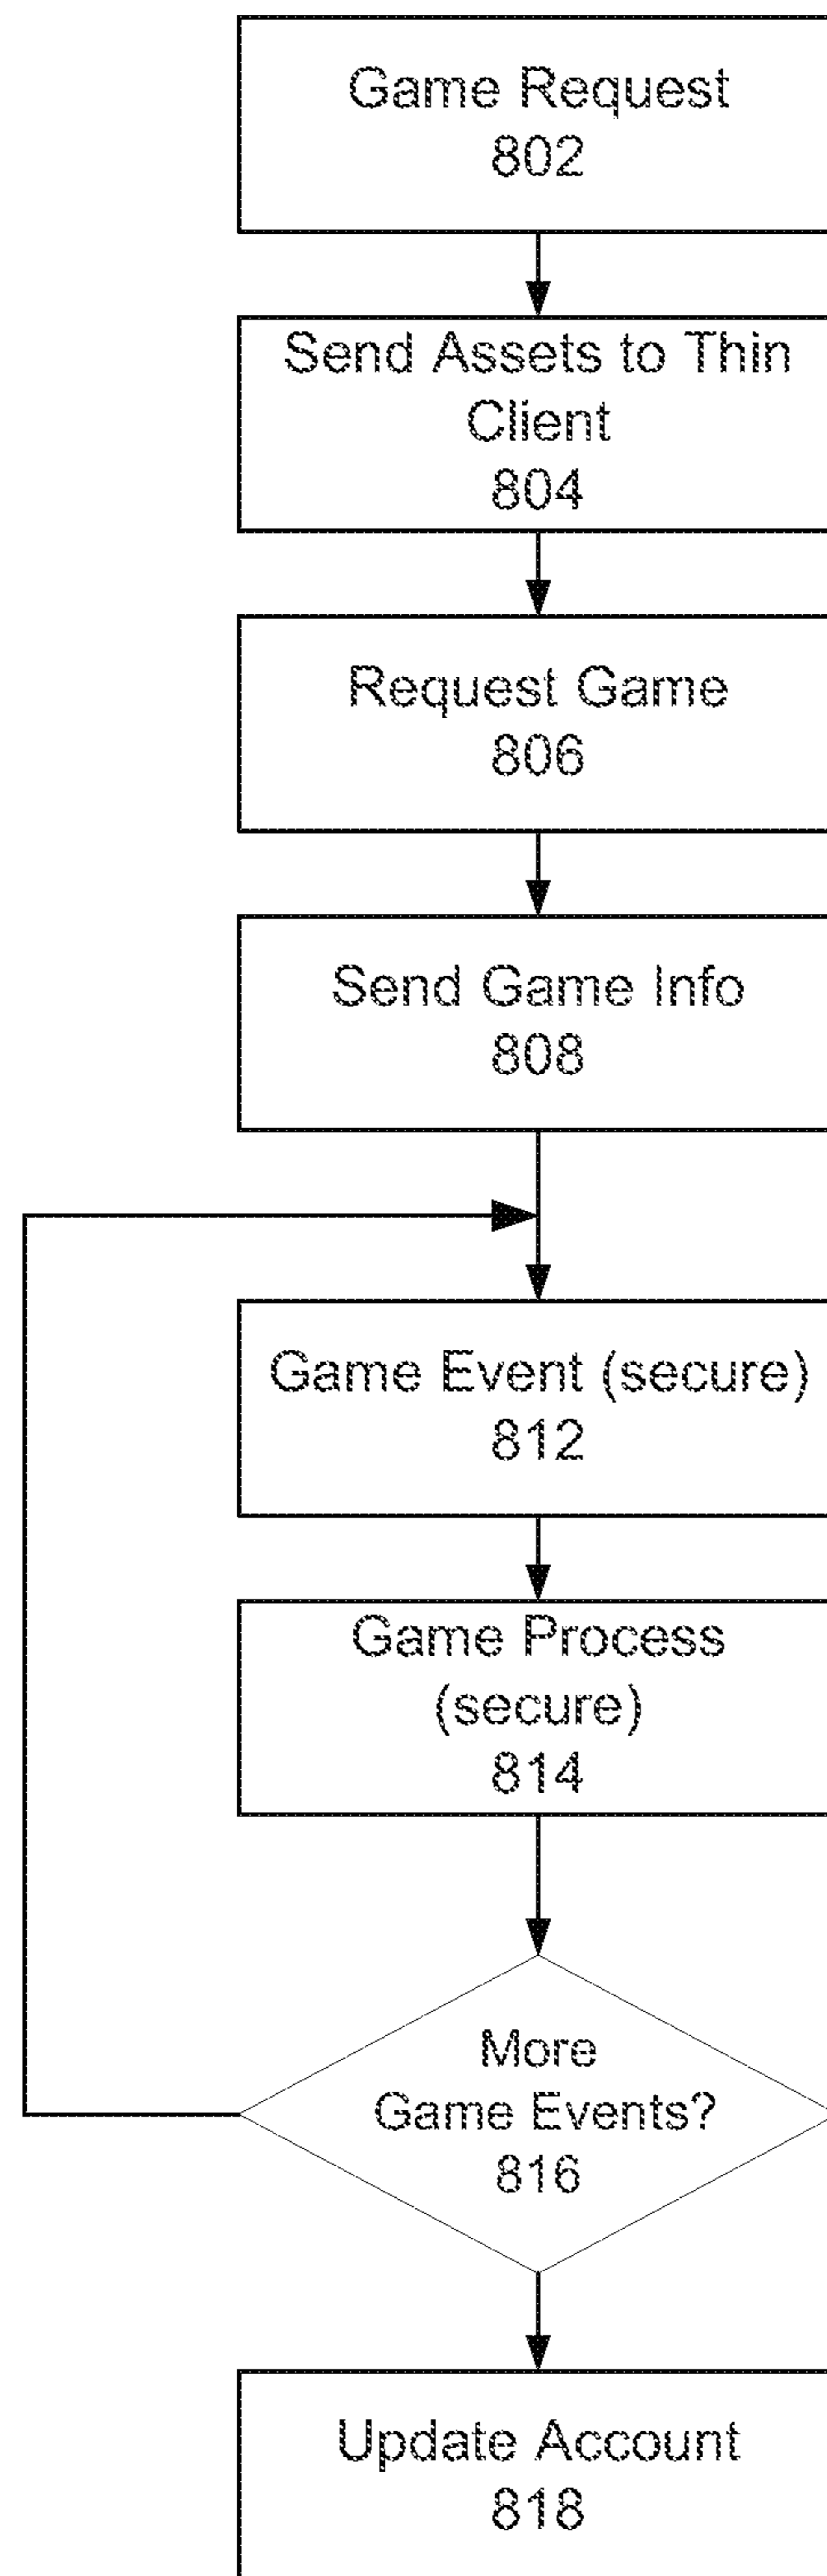 Game Request
802
Send Assets to Thin
Client
804
Request Game
806
Send Game Info
808
Game Event (secure)
812
Game Process
(secure)
814
More
Game Events?
816
Update Account
818